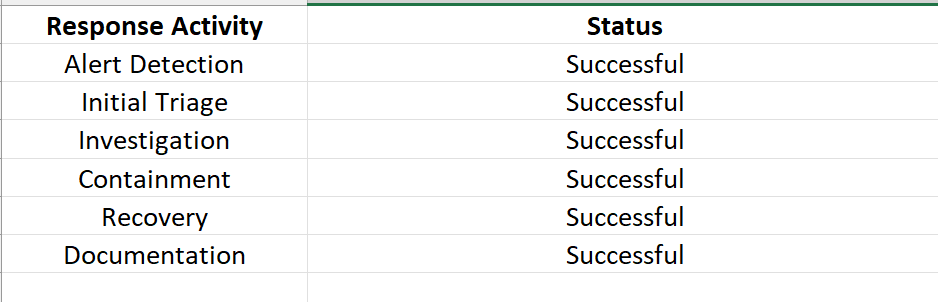 Response Activity Status
Alert Detection Successful
Initial Triage Successful
Investigation Successful
Containment Successful
Recovery Successful
Documentation Successful